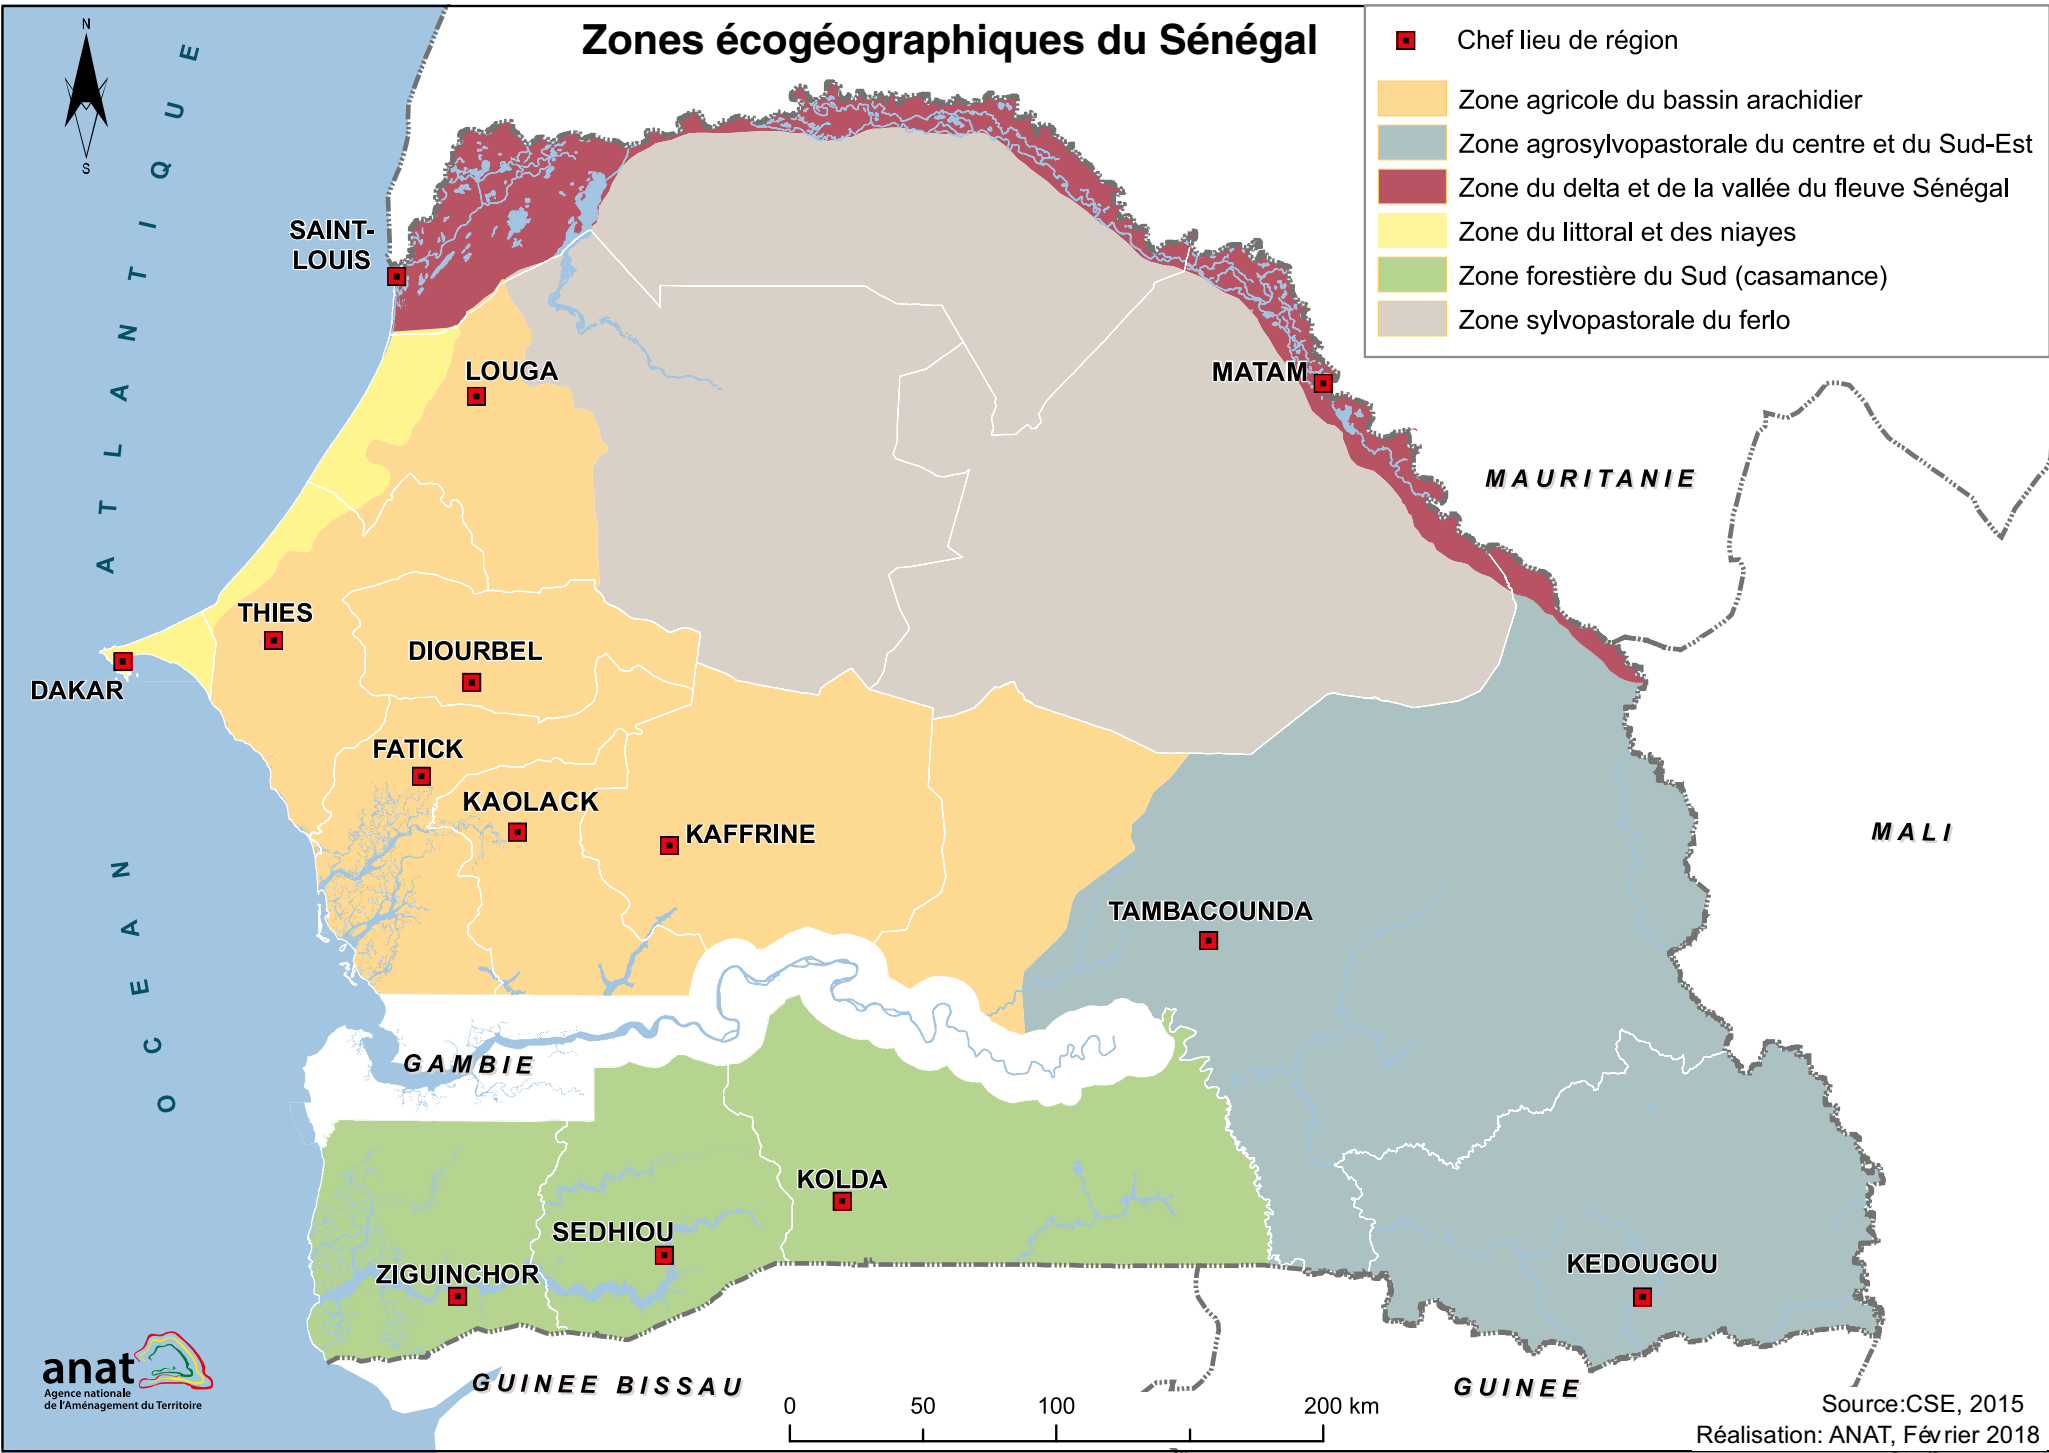 Zones écogéographiques du Sénégal
Chef lieu de région
Zone agricole du bassin arachidier
Zone agrosylvopastorale du centre et du Sud-Est
Zone du delta et de la vallée du fleuve Sénégal
Zone du littoral et des niayes
Zone forestière du Sud (casamance)
Zone sylvopastorale du ferlo
N
S
OCEAN ATLANTIQUE
SAINT-
LOUIS
LOUGA
MATAM
MAURITANIE
THIES
DIOURBEL
DAKAR
FATICK
KAOLACK
KAFFRINE
MALI
TAMBACOUNDA
GAMBIE
KOLDA
SEDHIOU
ZIGUINCHOR
KEDOUGOU
GUINEE BISSAU
GUINEE
anat
Agence nationale
de l'Aménagement du Territoire
0 50 100 200 km
Source:CSE, 2015
Réalisation: ANAT, Février 2018